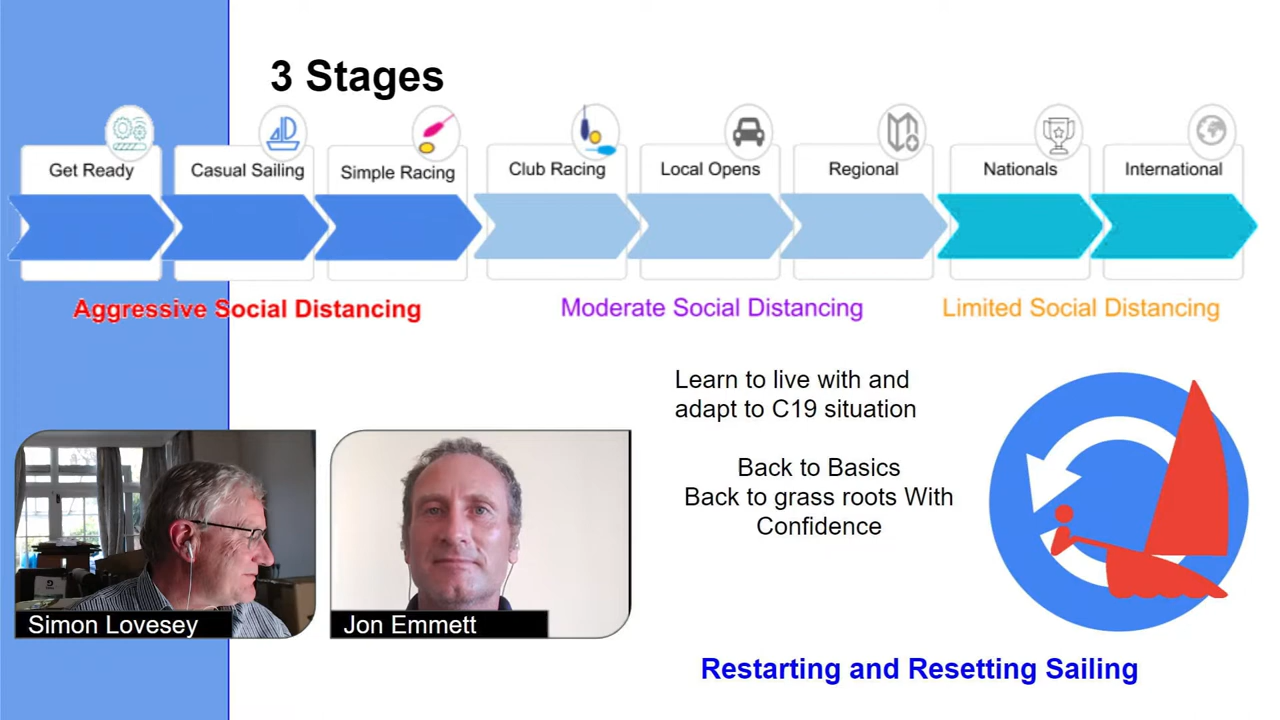 3 Stages
Get Ready
Casual Sailing
Simple Racing
Club Racing
Local Opens
Regional
Nationals
International
Aggressive Social Distancing
Moderate Social Distancing
Limited Social Distancing
Learn to live with and
adapt to C19 situation
Back to Basics
Back to grass roots With
Confidence
Simon Lovesey
Jon Emmett
Restarting and Resetting Sailing